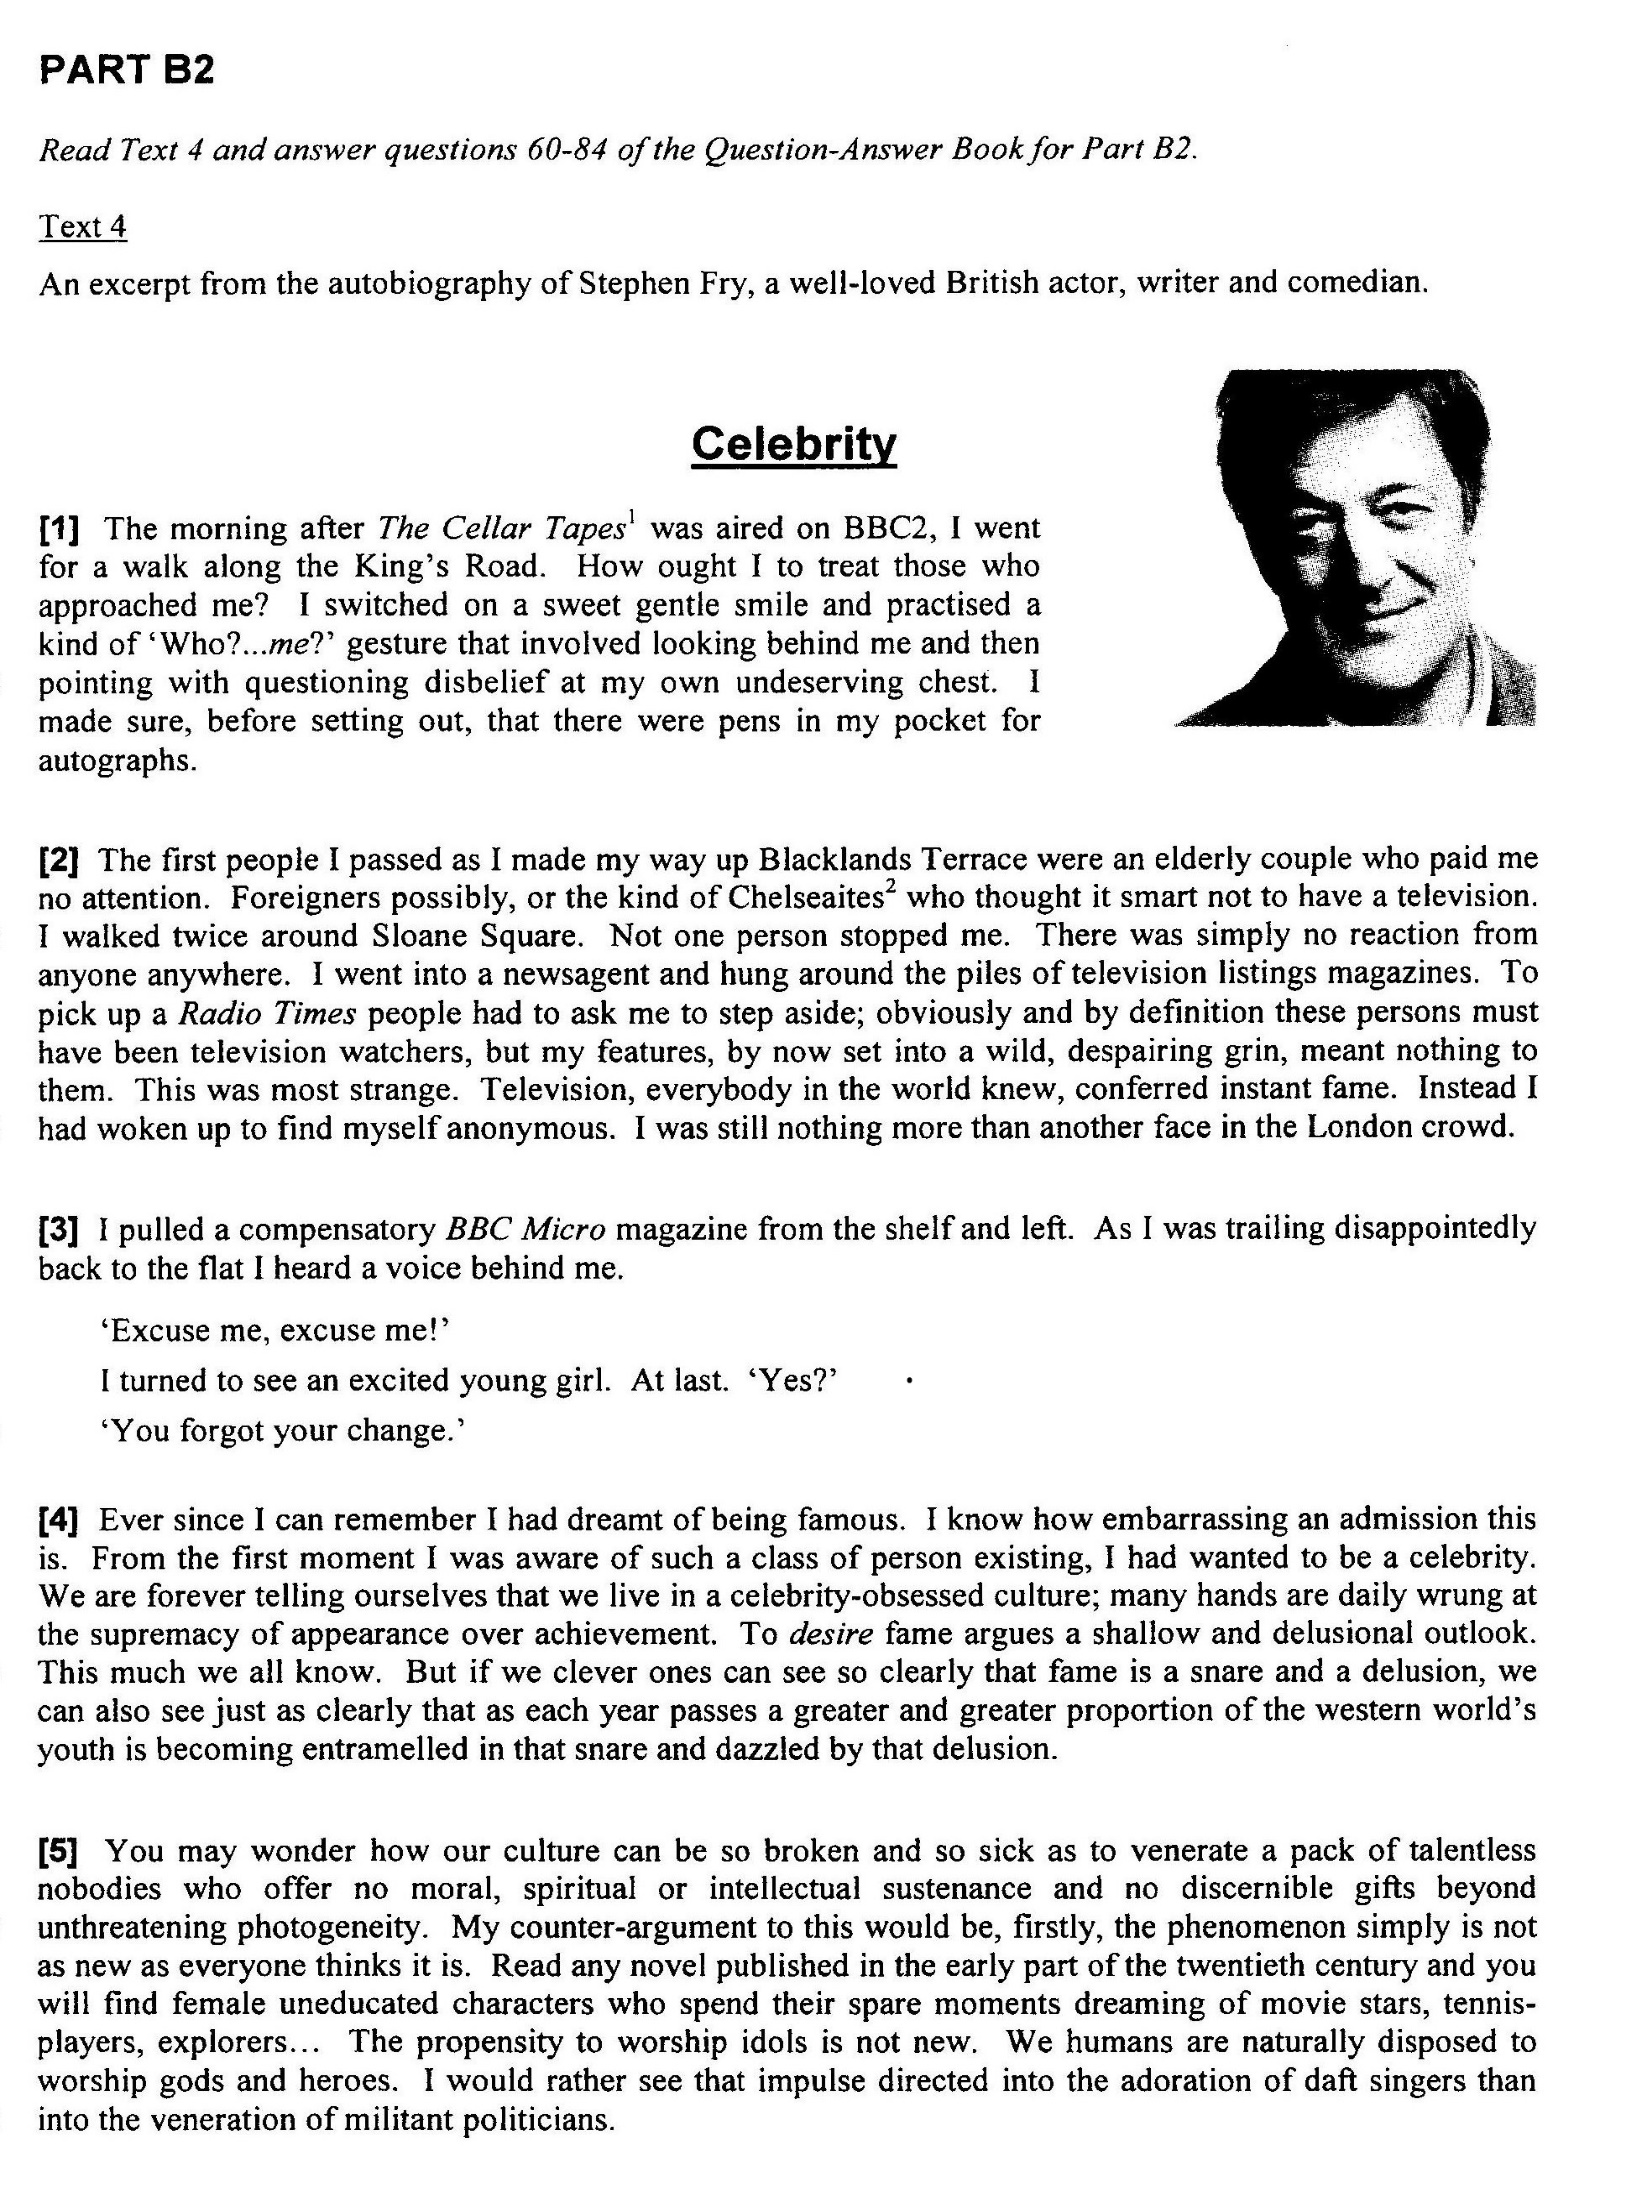 PART B2
Read Text 4 and answer questions 60-84 of the Question-Answer Book for Part B2.
Text 4
An excerpt from the autobiography of Stephen Fry, a well-loved British actor, writer and comedian.
Celebrity
[1] The morning after The Cellar Tapes¹ was aired on BBC2, I went
for a walk along the King's Road. How ought I to treat those who
approached me? I switched on a sweet gentle smile and practised a
kind of 'Who?...me?' gesture that involved looking behind me and then
pointing with questioning disbelief at my own undeserving chest. I
made sure, before setting out, that there were pens in my pocket for
autographs.
[2] The first people I passed as I made my way up Blacklands Terrace were an elderly couple who paid me
no attention. Foreigners possibly, or the kind of Chelseaites² who thought it smart not to have a television.
I walked twice around Sloane Square. Not one person stopped me. There was simply no reaction from
anyone anywhere. I went into a newsagent and hung around the piles of television listings magazines. To
pick up a Radio Times people had to ask me to step aside; obviously and by definition these persons must
have been television watchers, but my features, by now set into a wild, despairing grin, meant nothing to
them. This was most strange. Television, everybody in the world knew, conferred instant fame. Instead I
had woken up to find myself anonymous. I was still nothing more than another face in the London crowd.
[3] I pulled a compensatory BBC Micro magazine from the shelf and left. As I was trailing disappointedly
back to the flat I heard a voice behind me.
'Excuse me, excuse me!'
I turned to see an excited young girl. At last. 'Yes?'
'You forgot your change.'
[4] Ever since I can remember I had dreamt of being famous. I know how embarrassing an admission this
is. From the first moment I was aware of such a class of person existing, I had wanted to be a celebrity.
We are forever telling ourselves that we live in a celebrity-obsessed culture; many hands are daily wrung at
the supremacy of appearance over achievement. To desire fame argues a shallow and delusional outlook.
This much we all know. But if we clever ones can see so clearly that fame is a snare and a delusion, we
can also see just as clearly that as each year passes a greater and greater proportion of the western world's
youth is becoming entramelled in that snare and dazzled by that delusion.
[5] You may wonder how our culture can be so broken and so sick as to venerate a pack of talentless
nobodies who offer no moral, spiritual or intellectual sustenance and no discernible gifts beyond
unthreatening photogeneity. My counter-argument to this would be, firstly, the phenomenon simply is not
as new as everyone thinks it is. Read any novel published in the early part of the twentieth century and you
will find female uneducated characters who spend their spare moments dreaming of movie stars, tennis-
players, explorers... The propensity to worship idols is not new. We humans are naturally disposed to
worship gods and heroes. I would rather see that impulse directed into the adoration of daft singers than
into the veneration of militant politicians.